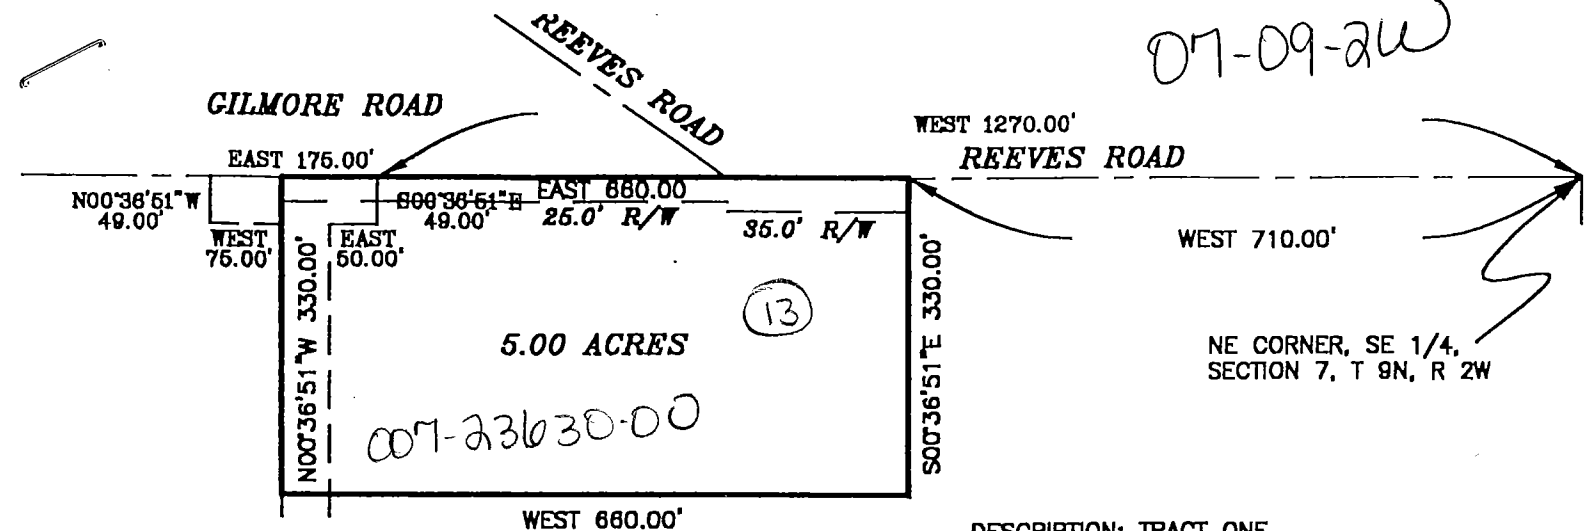 07-09-2W
REEVES ROAD
GILMORE ROAD
WEST 1270.00'
EAST 175.00'
REEVES ROAD
N00°36'51"W
49.00'
S00°36'51"E
49.00'
EAST 660.00
25.0' R/W
35.0' R/W
WEST
75.00'
EAST
50.00'
WEST 710.00'
N00°36'51"W 330.00'
S00°36'51"E 330.00'
13
5.00 ACRES
NE CORNER, SE 1/4,
SECTION 7, T 9N, R 2W
007-23630-00
WEST 660.00'
DESCRIPTION: TRACT ONE